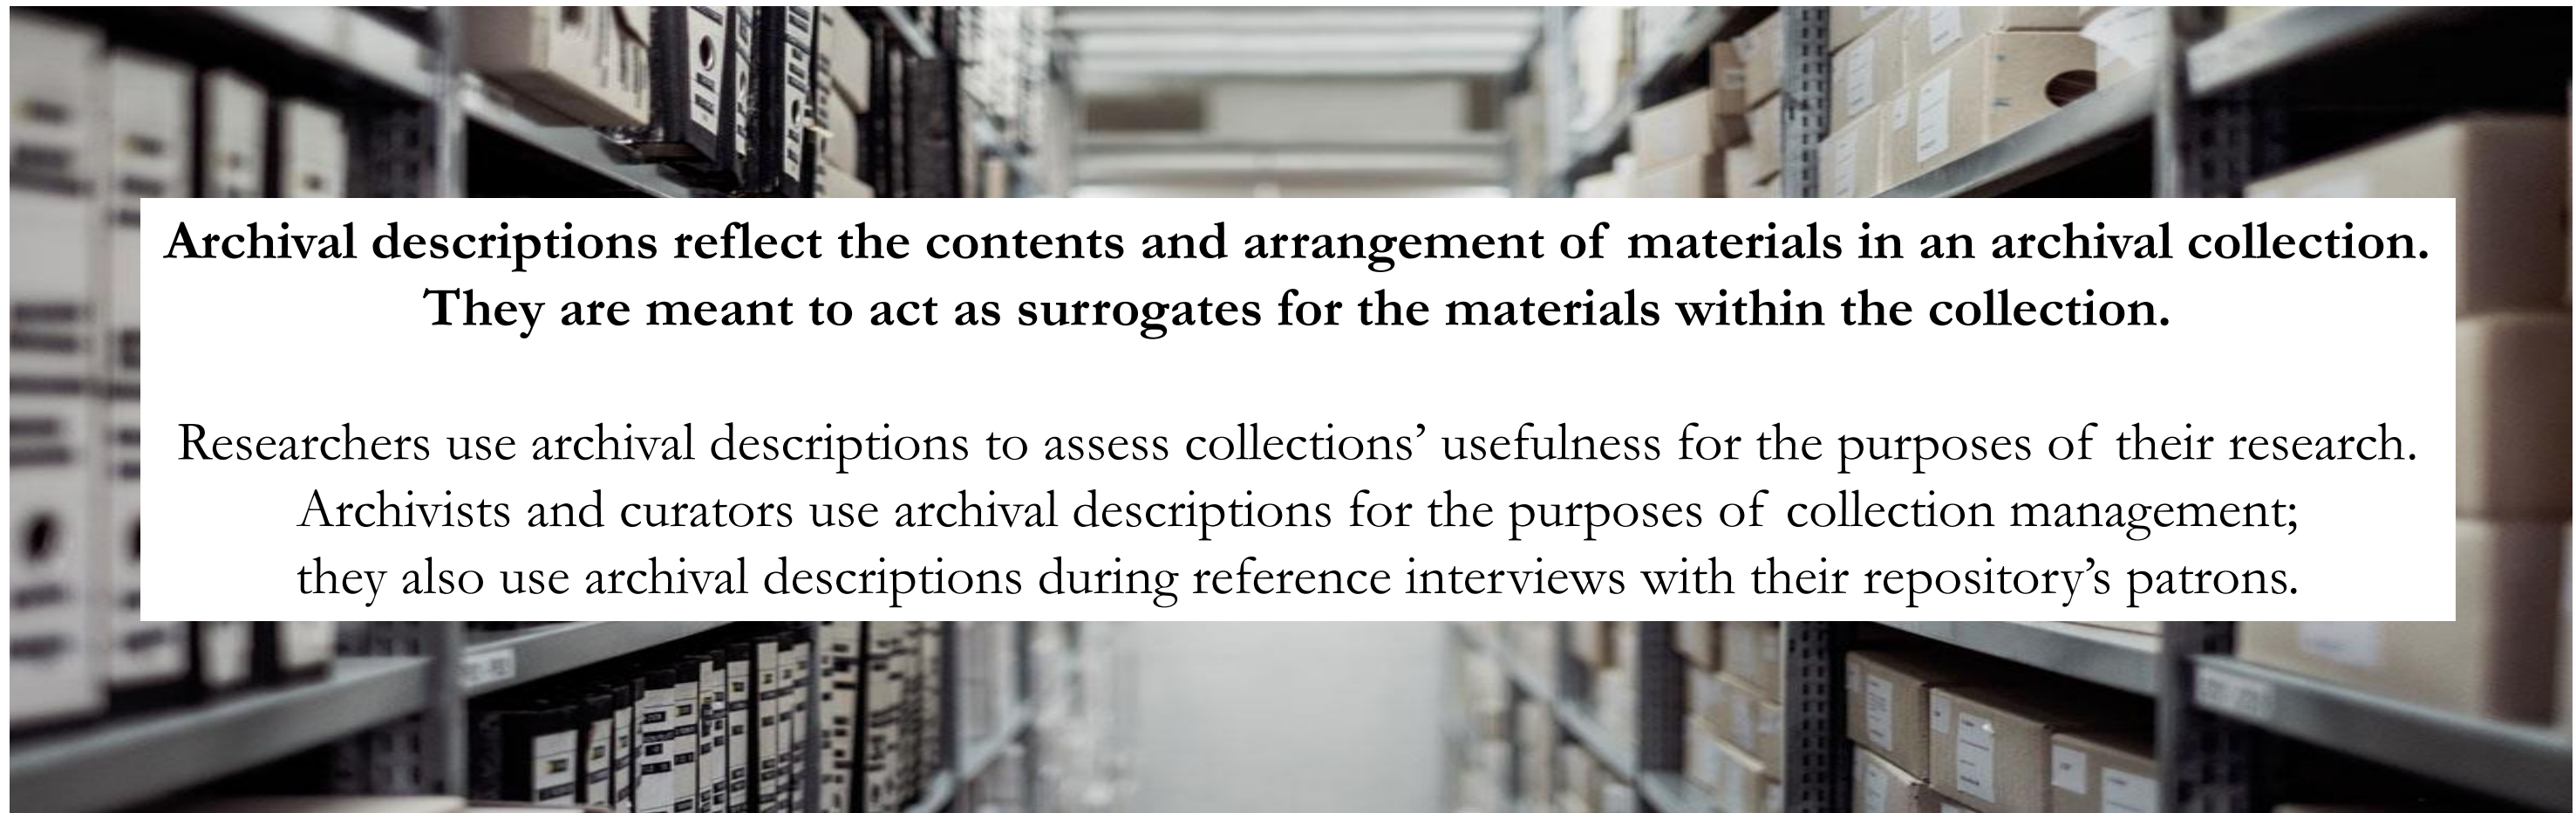 Archival descriptions reflect the contents and arrangement of materials in an archival collection.
They are meant to act as surrogates for the materials within the collection.
Researchers use archival descriptions to assess collections’ usefulness for the purposes of their research.
Archivists and curators use archival descriptions for the purposes of collection management;
they also use archival descriptions during reference interviews with their repository’s patrons.